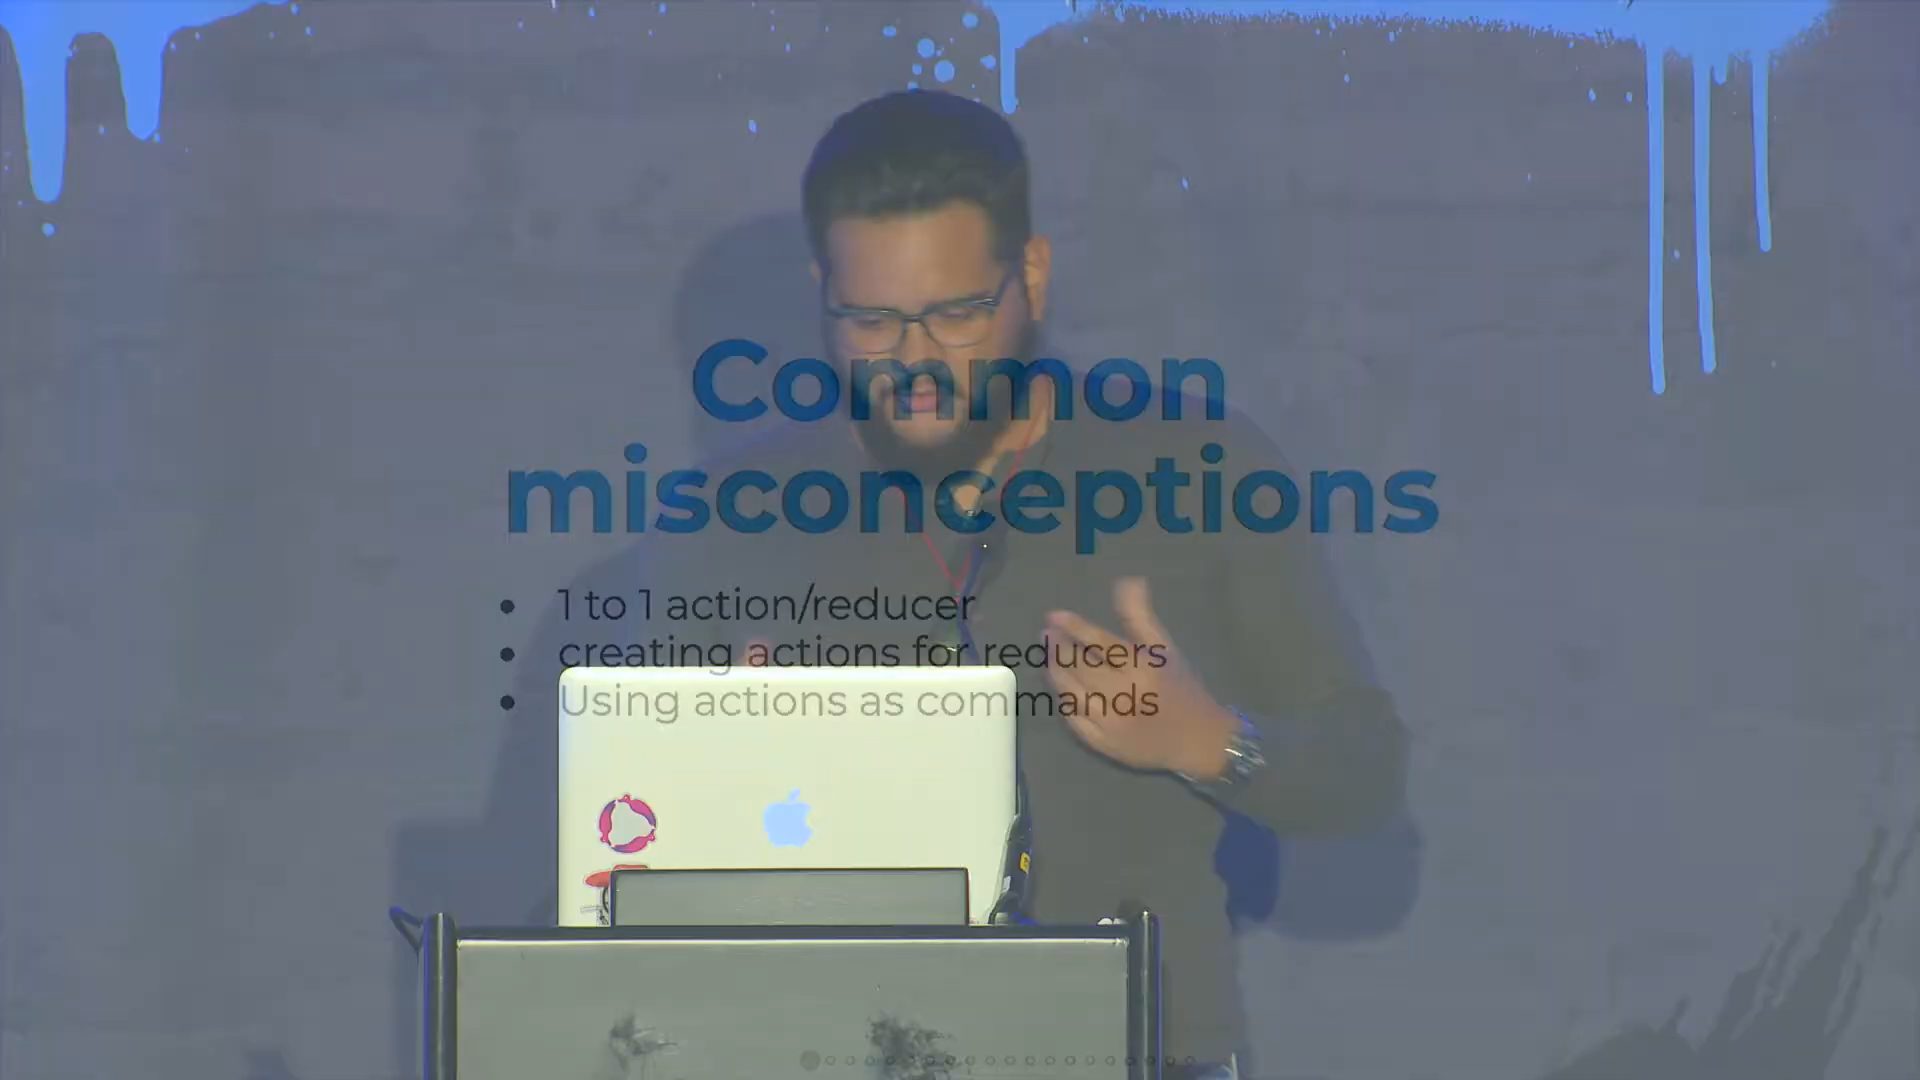 Common
misconceptions
• 1 to 1 action/reducer
• creating actions for reducers
• Using actions as commands